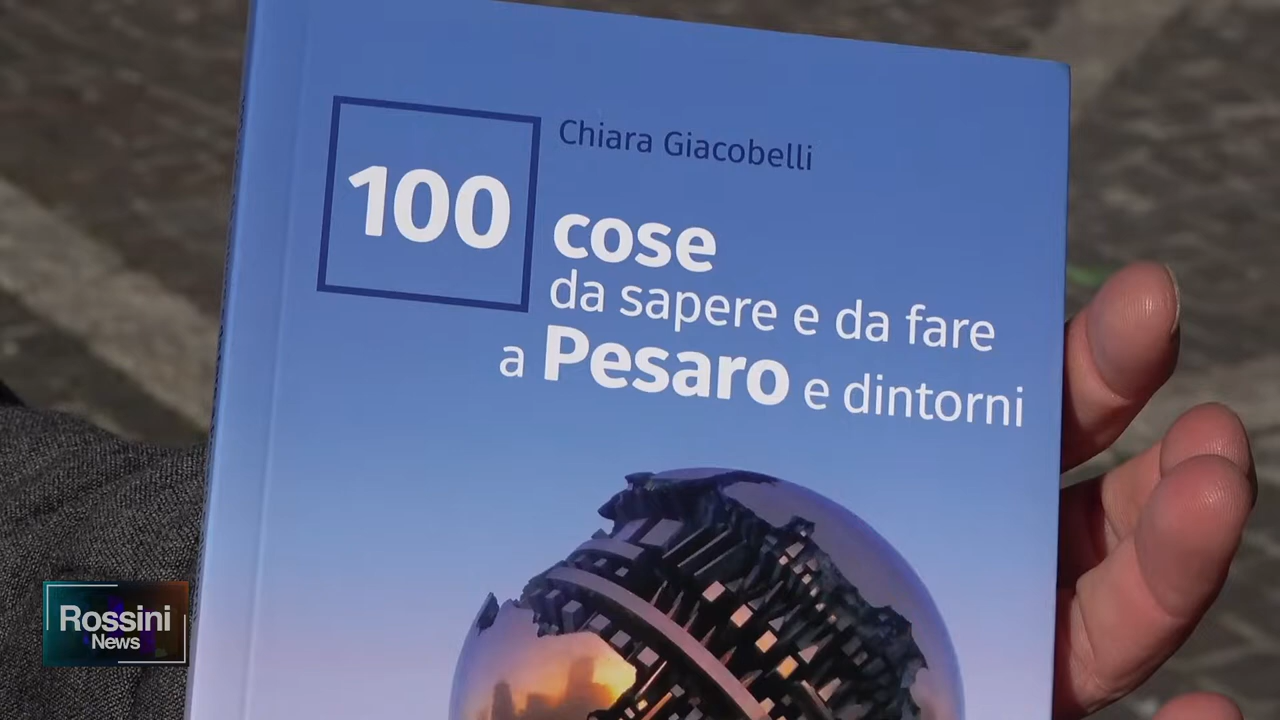 Chiara Giacobelli
100 cose
da sapere e da fare
a Pesaro e dintorni
Rossini
News